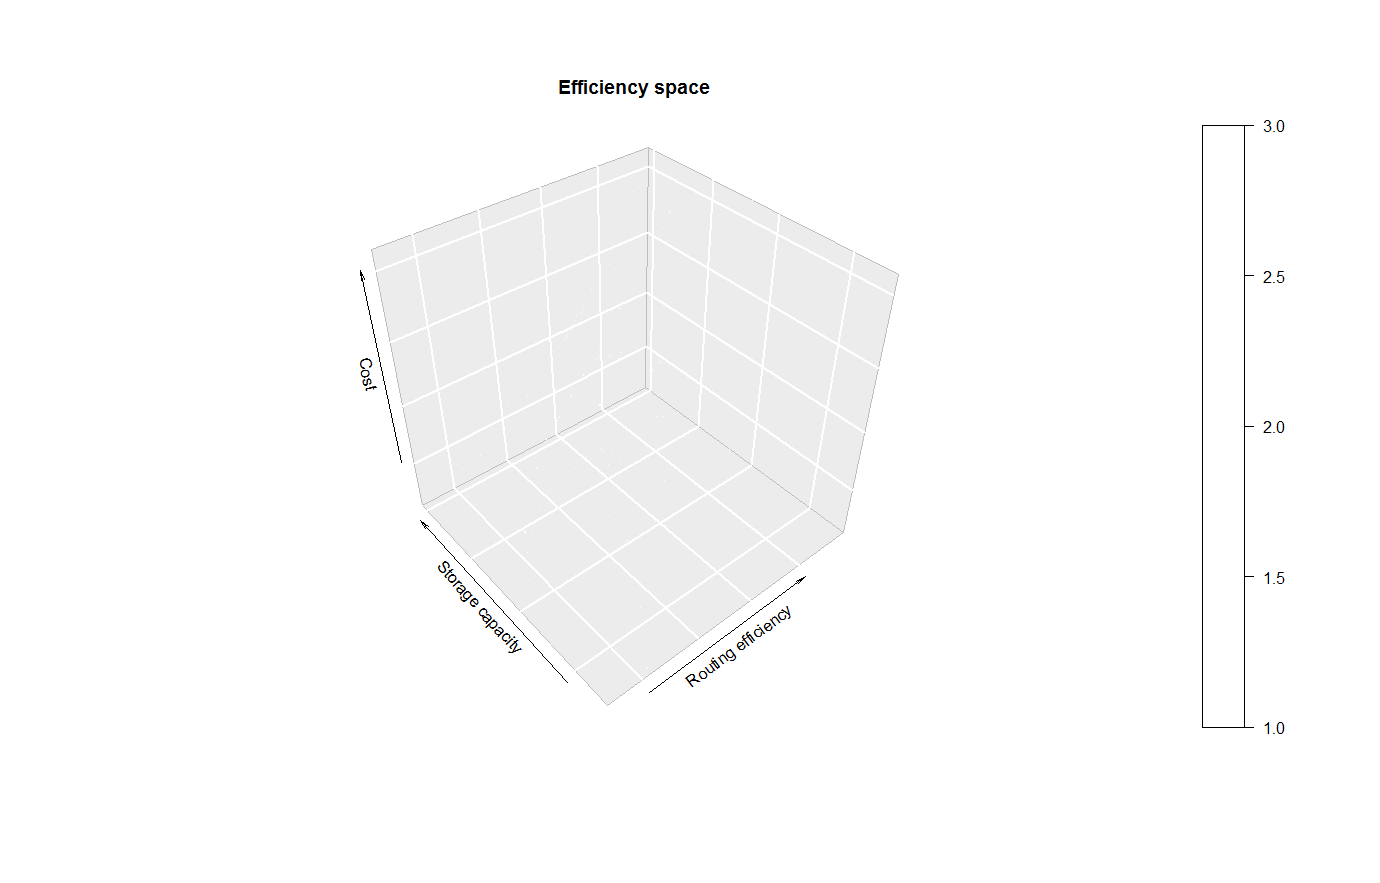 Efficiency space
3.0
2.5
2.0
1.5
1.0
Cost
Storage capacity
Routing efficiency